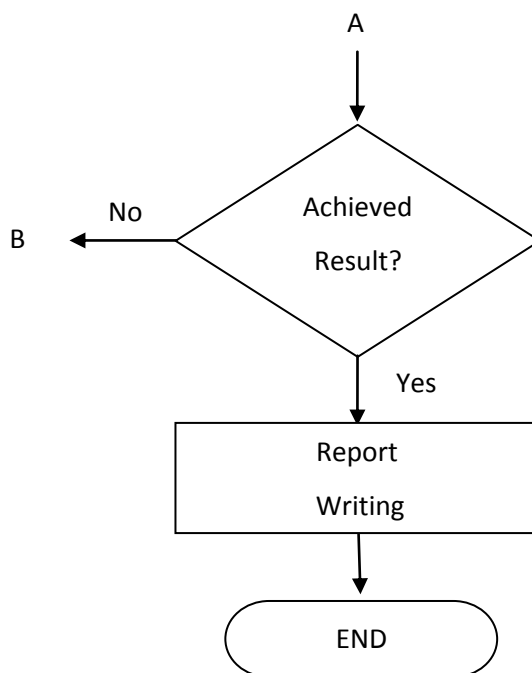 A
Achieved
Result?
No
B
Yes
Report
Writing
END